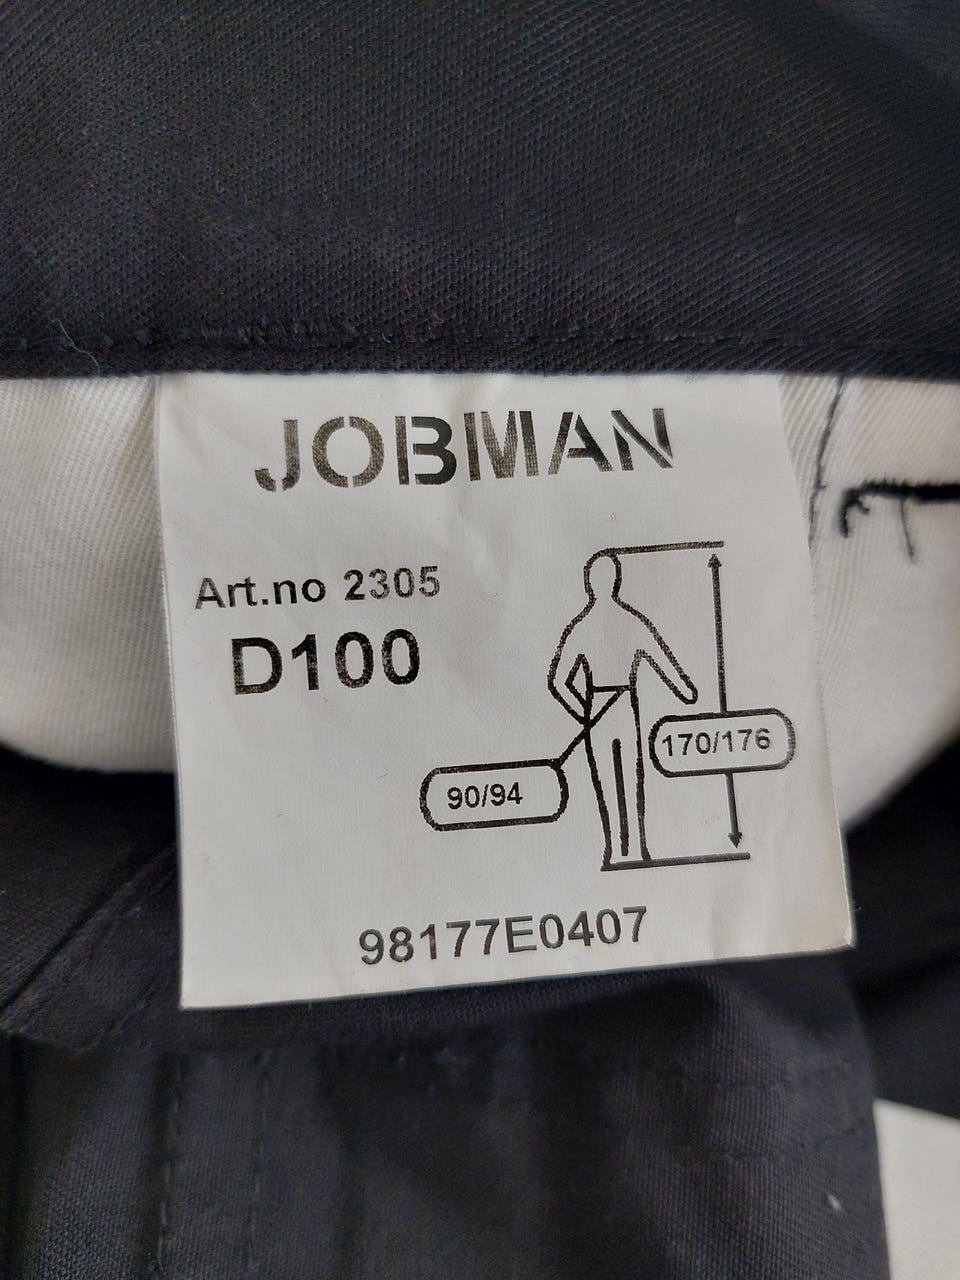 JOBMAN
Art.no 2305
D100
170/176
90/94
98177E0407